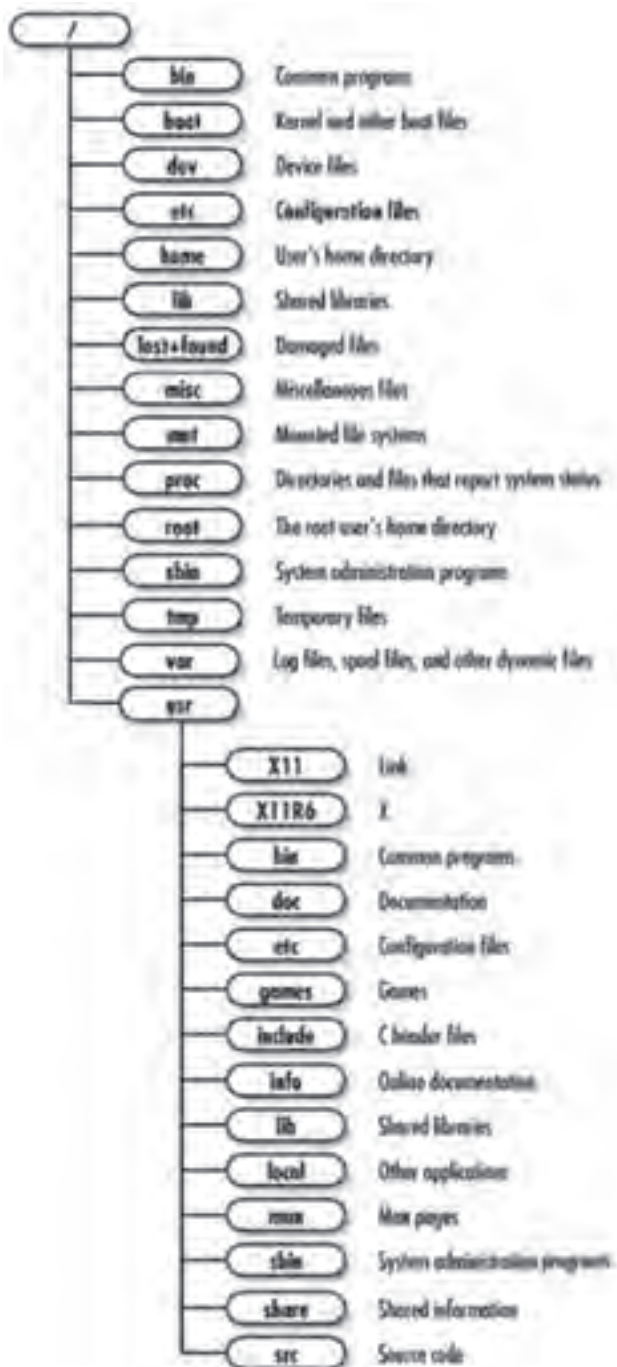 /
bin Common programs
boot Kernel and other boot files
dev Device files
etc Configuration files
home User's home directory
lib Shared libraries
lost+found Damaged files
misc Miscellaneous files
mnt Mounted file systems
proc Directories and files that report system status
root The root user's home directory
sbin System administration programs
tmp Temporary files
var Log files, spool files, and other dynamic files
usr
X11 Link
X11R6 X
bin Common programs
doc Documentation
etc Configuration files
games Games
include C header files
info Online documentation
lib Shared libraries
local Other applications
man Man pages
sbin System administration programs
share Shared information
src Source code